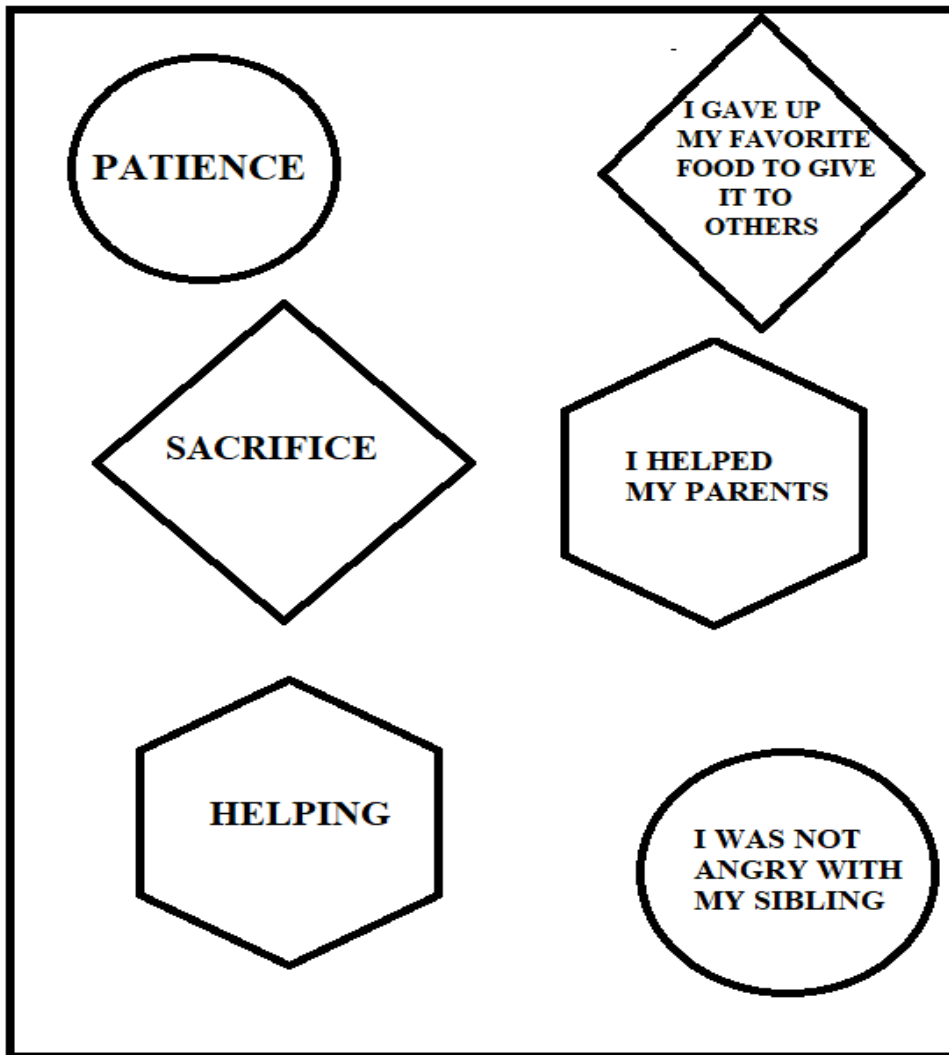 PATIENCE
I GAVE UP
MY FAVORITE
FOOD TO GIVE
IT TO
OTHERS
SACRIFICE
I HELPED
MY PARENTS
HELPING
I WAS NOT
ANGRY WITH
MY SIBLING